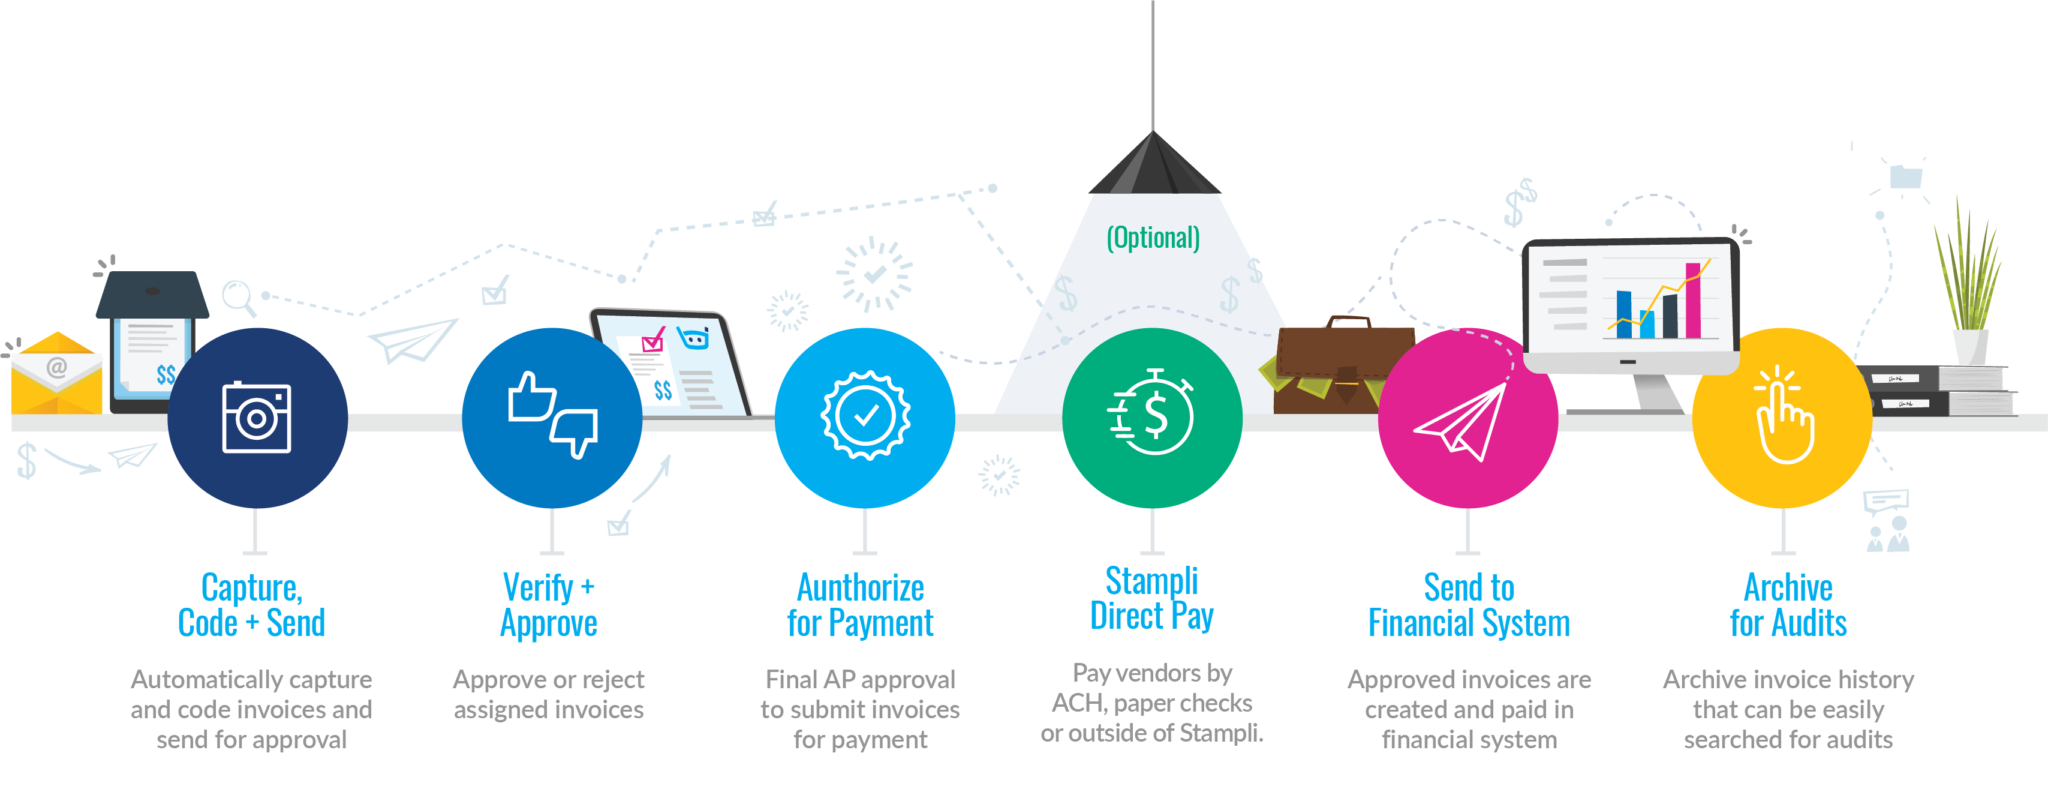 (Optional)
@
$$
$$
Capture,
Code + Send
Automatically capture
and code invoices and
send for approval
Verify +
Approve
Approve or reject
assigned invoices
Aunthorize
for Payment
Final AP approval
to submit invoices
for payment
Stampli
Direct Pay
Pay vendors by
ACH, paper checks
or outside of Stampli.
Send to
Financial System
Approved invoices are
created and paid in
financial system
Archive
for Audits
Archive invoice history
that can be easily
searched for audits